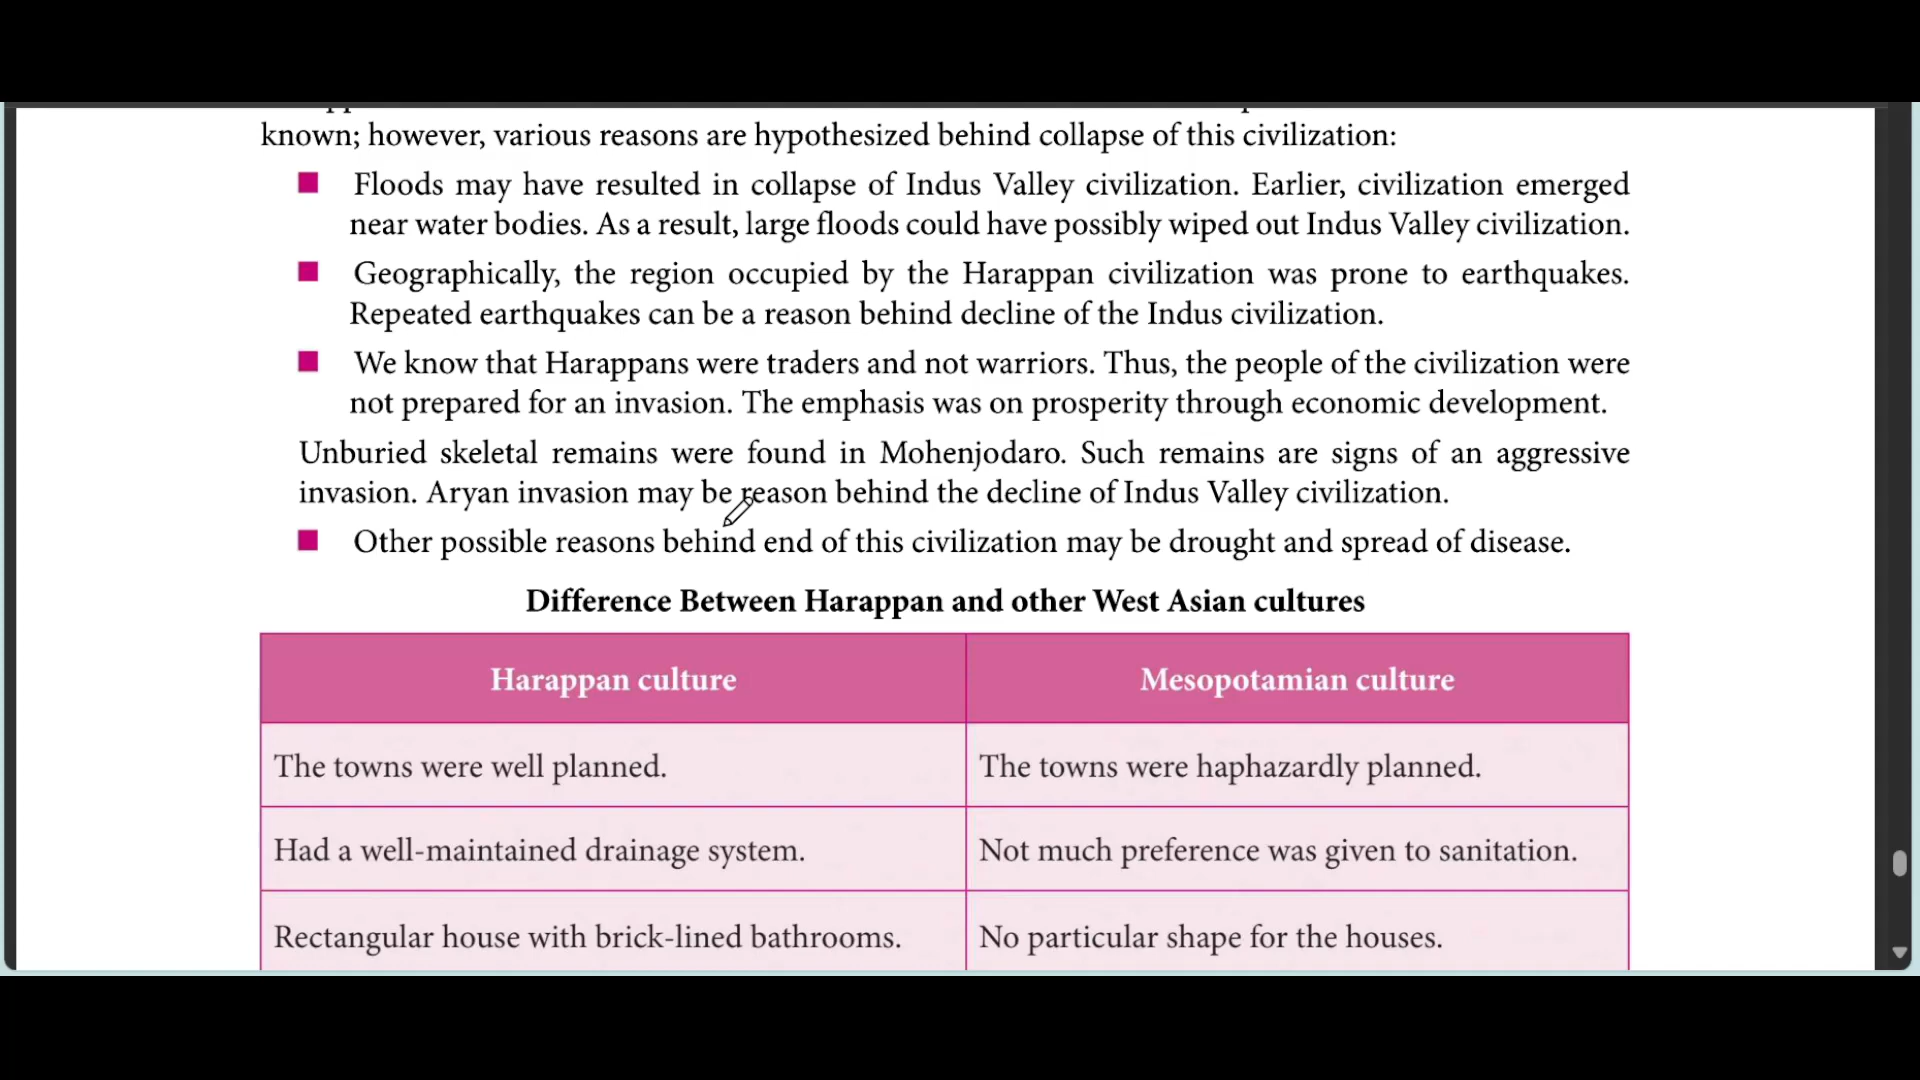 known; however, various reasons are hypothesized behind collapse of this civilization:
Floods may have resulted in collapse of Indus Valley civilization. Earlier, civilization emerged
near water bodies. As a result, large floods could have possibly wiped out Indus Valley civilization.
Geographically, the region occupied by the Harappan civilization was prone to earthquakes.
Repeated earthquakes can be a reason behind decline of the Indus civilization.
We know that Harappans were traders and not warriors. Thus, the people of the civilization were
not prepared for an invasion. The emphasis was on prosperity through economic development.
Unburied skeletal remains were found in Mohenjodaro. Such remains are signs of an aggressive
invasion. Aryan invasion may be reason behind the decline of Indus Valley civilization.
Other possible reasons behind end of this civilization may be drought and spread of disease.
Difference Between Harappan and other West Asian cultures
Harappan culture
Mesopotamian culture
The towns were well planned.
The towns were haphazardly planned.
Had a well-maintained drainage system.
Not much preference was given to sanitation.
Rectangular house with brick-lined bathrooms.
No particular shape for the houses.